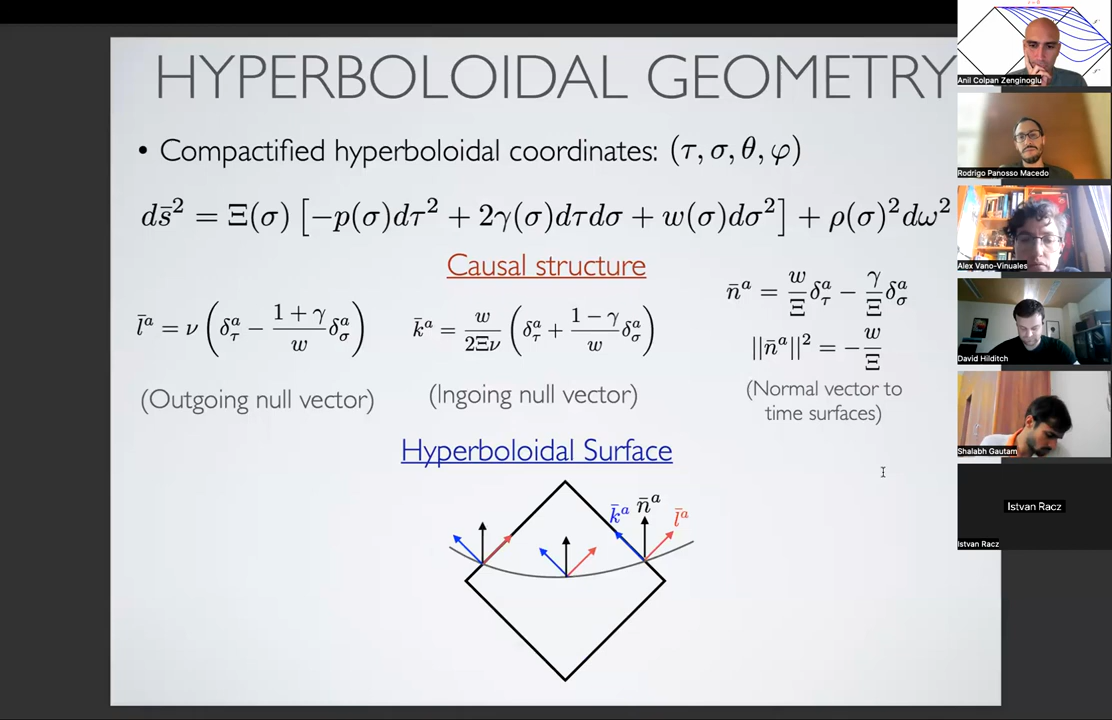 HYPERBOLOIDAL GEOMETRY
• Compactified hyperboloidal coordinates: (τ, σ, θ, φ)
ds̄² = Ξ(σ) [−p(σ)dτ² + 2γ(σ)dτdσ + w(σ)dσ²] + ρ(σ)²dω²
Causal structure
l̄ᵃ = ν (δᵃ_τ − (1 + γ)/w δᵃ_σ)
k̄ᵃ = w/(2Ξν) (δᵃ_τ + (1 − γ)/w δᵃ_σ)
n̄ᵃ = w/Ξ δᵃ_τ − γ/Ξ δᵃ_σ
||n̄ᵃ||² = − w/Ξ
(Outgoing null vector)
(Ingoing null vector)
(Normal vector to
time surfaces)
Hyperboloidal Surface
k̄ᵃ n̄ᵃ l̄ᵃ
Anil Colpan Zenginoglu
Rodrigo Panosso Macedo
Alex Vano-Vinuales
David Hilditch
Shalabh Gautam
Istvan Racz
Istvan Racz